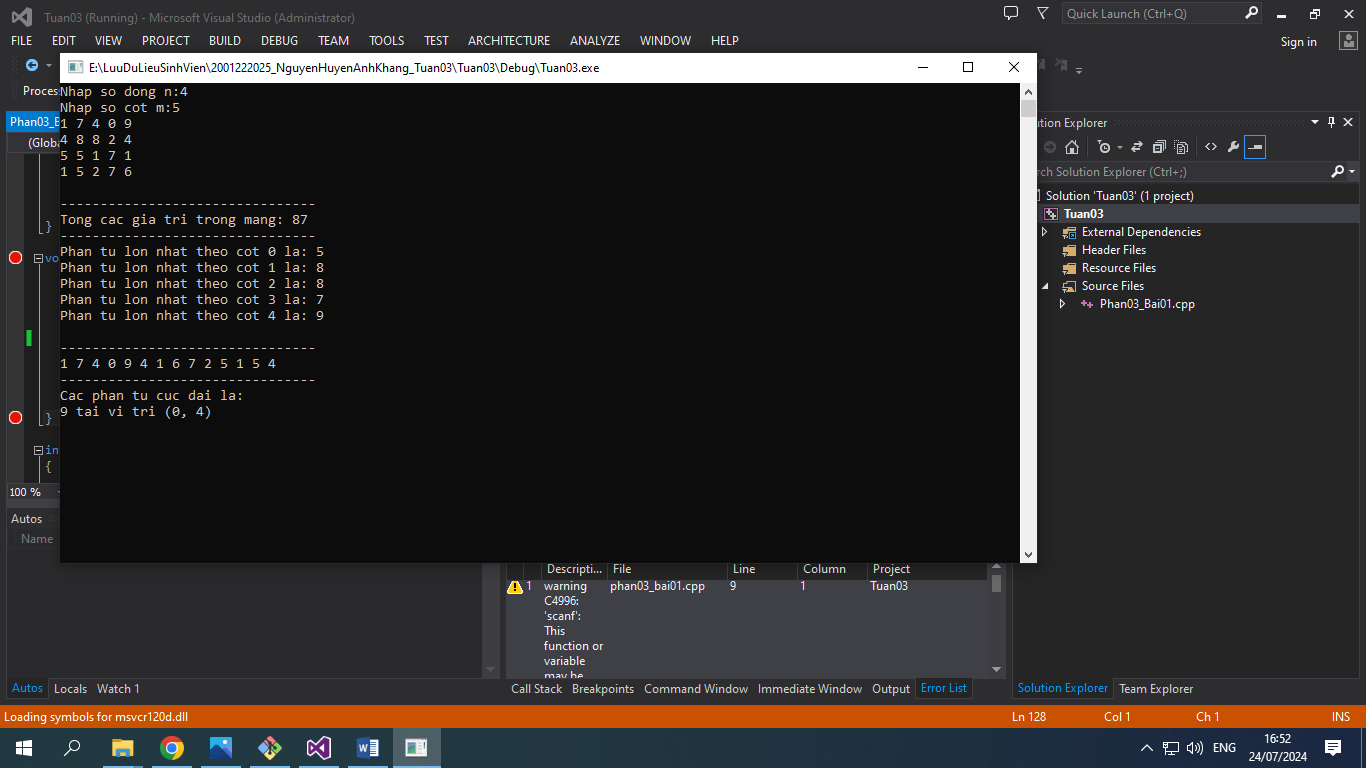 Tuan03 (Running) - Microsoft Visual Studio (Administrator)
Quick Launch (Ctrl+Q)
FILE EDIT VIEW PROJECT BUILD DEBUG TEAM TOOLS TEST ARCHITECTURE ANALYZE WINDOW HELP
Sign in
E:\LuuDuLieuSinhVien\2001222025_NguyenHuyenAnhKhang_Tuan03\Tuan03\Debug\Tuan03.exe
Nhap so dong n:4
Nhap so cot m:5
1 7 4 0 9
4 8 8 2 4
5 5 1 7 1
1 5 2 7 6
--------------------------------
Tong cac gia tri trong mang: 87
--------------------------------
Phan tu lon nhat theo cot 0 la: 5
Phan tu lon nhat theo cot 1 la: 8
Phan tu lon nhat theo cot 2 la: 8
Phan tu lon nhat theo cot 3 la: 7
Phan tu lon nhat theo cot 4 la: 9
--------------------------------
1 7 4 0 9 4 1 6 7 2 5 1 5 4
--------------------------------
Cac phan tu cuc dai la:
9 tai vi tri (0, 4)
Proces
Phan03_B
(Globa
}
vo
}
in
{
100 %
Autos
Name
Autos Locals Watch 1
Descripti... File Line Column Project
1 warning phan03_bai01.cpp 9 1 Tuan03
C4996:
'scanf':
This
function or
variable
may be
Call Stack Breakpoints Command Window Immediate Window Output Error List
ution Explorer
rch Solution Explorer (Ctrl+;)
Solution 'Tuan03' (1 project)
Tuan03
External Dependencies
Header Files
Resource Files
Source Files
Phan03_Bai01.cpp
Solution Explorer Team Explorer
Loading symbols for msvcr120d.dll
Ln 128 Col 1 Ch 1 INS
ENG
16:52
24/07/2024